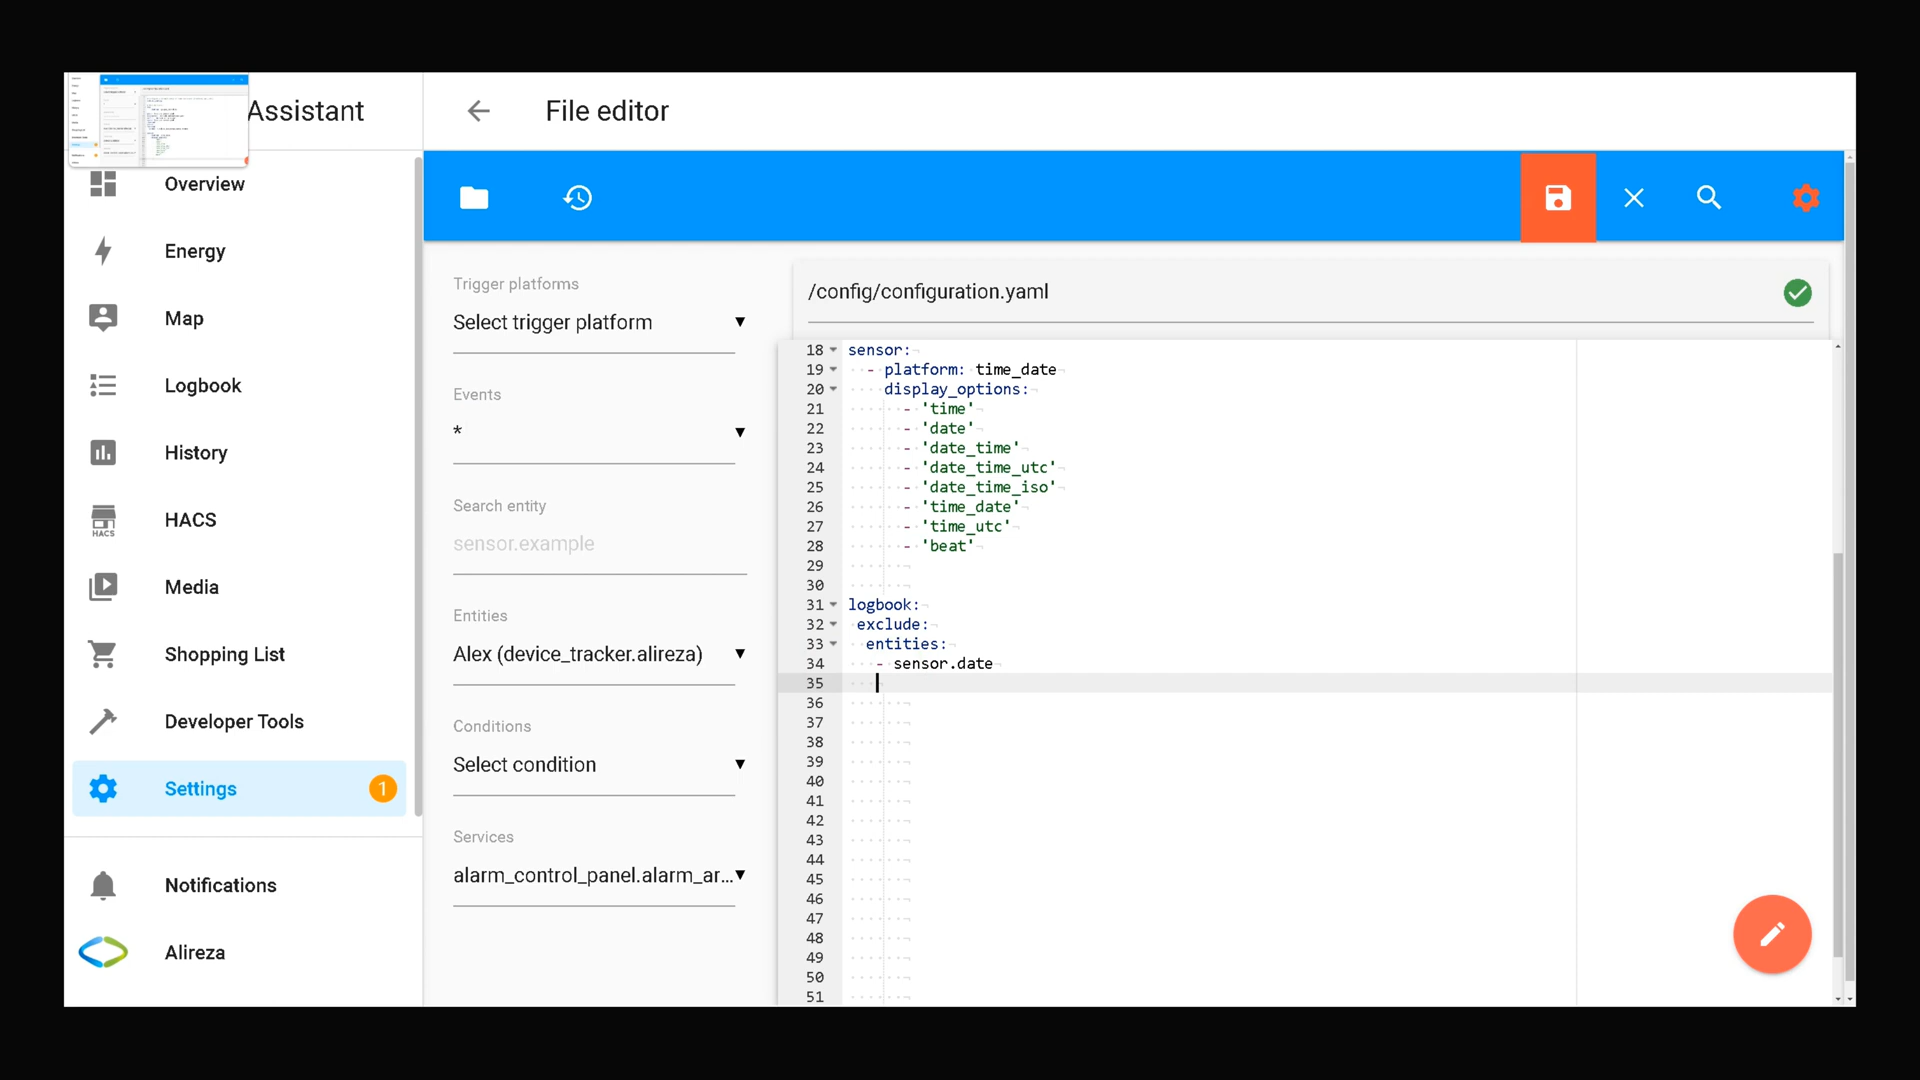 Assistant
File editor
Overview
Energy
Map
Logbook
History
HACS
HACS
Media
Shopping List
Developer Tools
Settings
1
Notifications
Alireza
Trigger platforms
Select trigger platform
Events
*
Search entity
sensor.example
Entities
Alex (device_tracker.alireza)
Conditions
Select condition
Services
alarm_control_panel.alarm_ar...
/config/configuration.yaml
18 sensor:
19 - platform: time_date
20 display_options:
21 - 'time'
22 - 'date'
23 - 'date_time'
24 - 'date_time_utc'
25 - 'date_time_iso'
26 - 'time_date'
27 - 'time_utc'
28 - 'beat'
29
30
31 logbook:
32 exclude:
33 entities:
34 - sensor.date
35
36
37
38
39
40
41
42
43
44
45
46
47
48
49
50
51